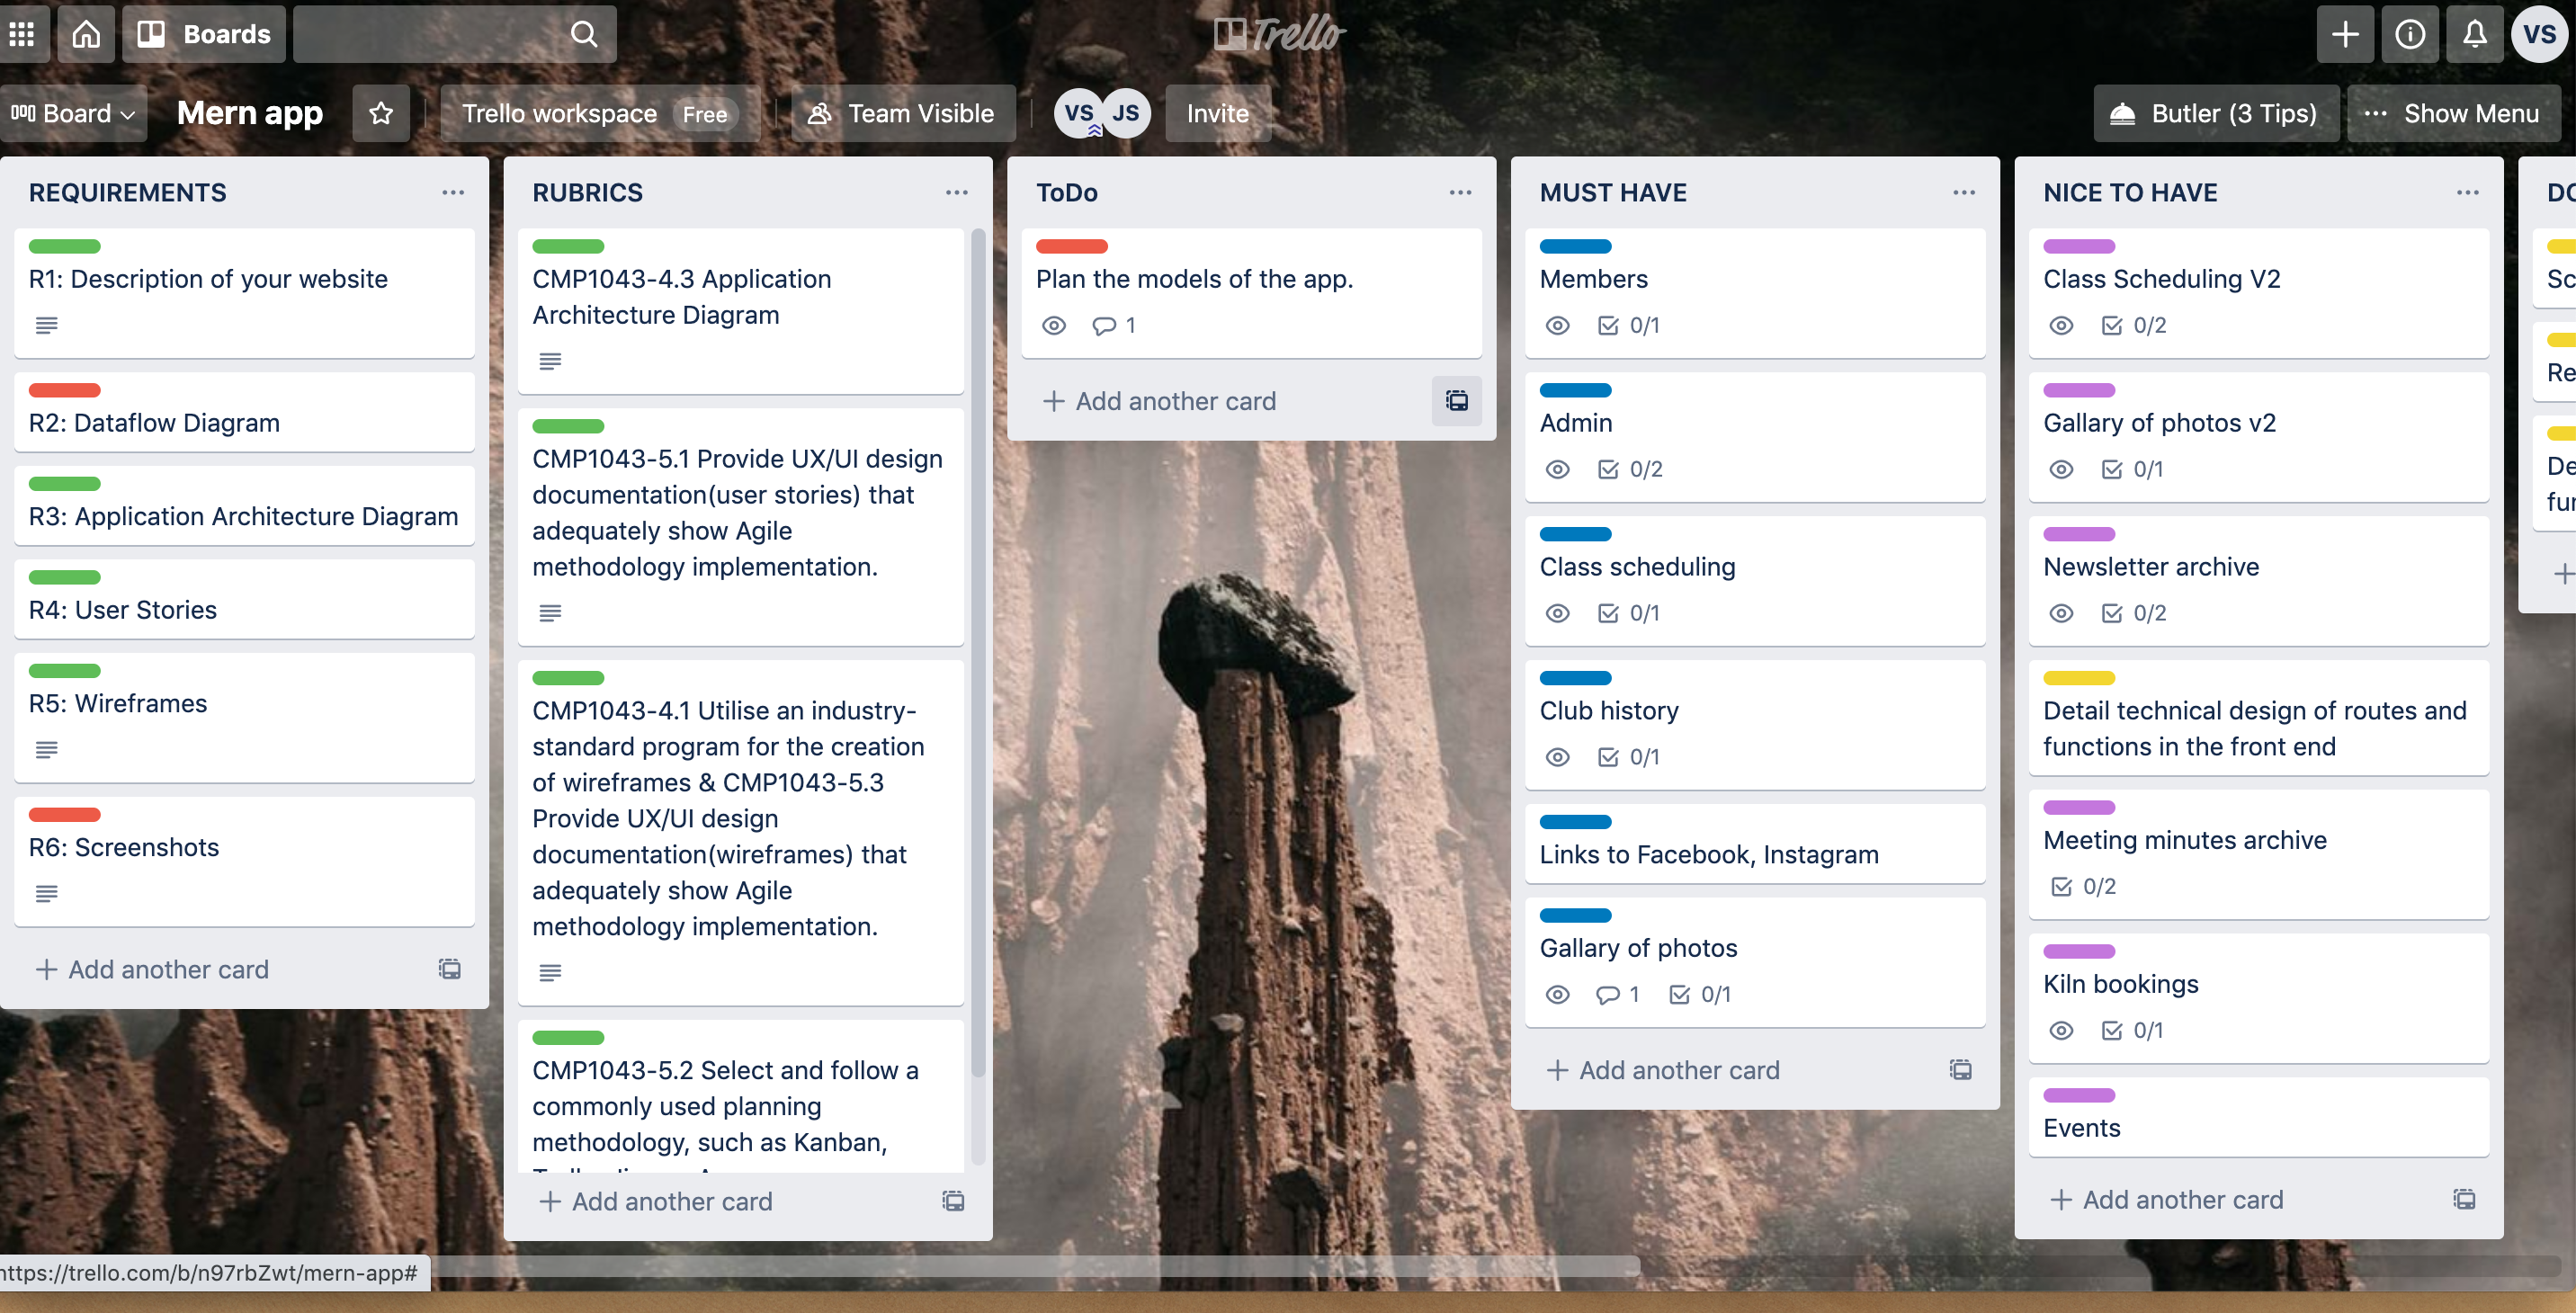 Boards
Trello
VS
Board
Mern app
Trello workspace Free
Team Visible
VS JS
Invite
Butler (3 Tips)
Show Menu
REQUIREMENTS
R1: Description of your website
R2: Dataflow Diagram
R3: Application Architecture Diagram
R4: User Stories
R5: Wireframes
R6: Screenshots
Add another card
RUBRICS
CMP1043-4.3 Application
Architecture Diagram
CMP1043-5.1 Provide UX/UI design
documentation(user stories) that
adequately show Agile
methodology implementation.
CMP1043-4.1 Utilise an industry-
standard program for the creation
of wireframes & CMP1043-5.3
Provide UX/UI design
documentation(wireframes) that
adequately show Agile
methodology implementation.
CMP1043-5.2 Select and follow a
commonly used planning
methodology, such as Kanban,
Add another card
ToDo
Plan the models of the app.
1
Add another card
MUST HAVE
Members
0/1
Admin
0/2
Class scheduling
0/1
Club history
0/1
Links to Facebook, Instagram
Gallary of photos
1 0/1
Add another card
NICE TO HAVE
Class Scheduling V2
0/2
Gallary of photos v2
0/1
Newsletter archive
0/2
Detail technical design of routes and
functions in the front end
Meeting minutes archive
0/2
Kiln bookings
0/1
Events
Add another card
https://trello.com/b/n97rbZwt/mern-app#